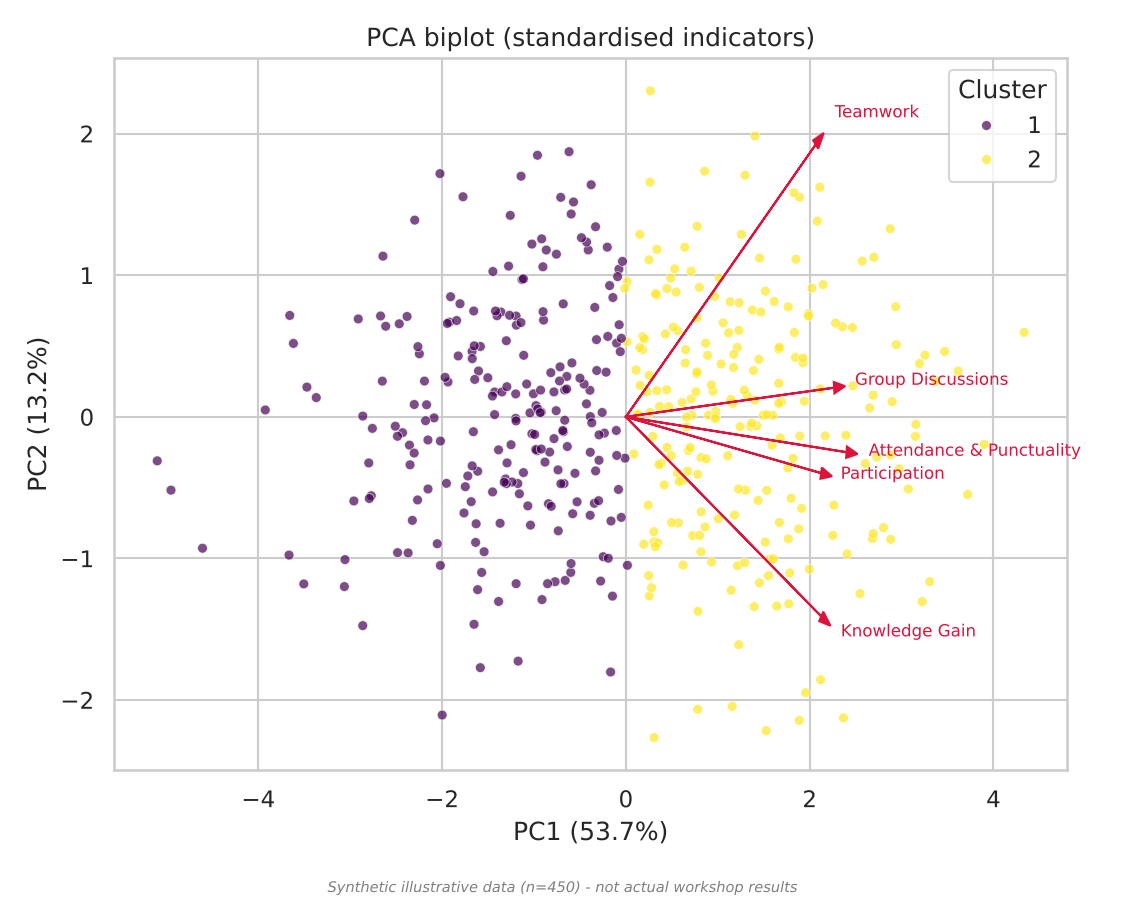 PCA biplot (standardised indicators)
Cluster
1
2
Teamwork
Group Discussions
Attendance & Punctuality
Participation
Knowledge Gain
PC2 (13.2%)
2
1
0
−1
−2
−4
−2
0
2
4
PC1 (53.7%)
Synthetic illustrative data (n=450) - not actual workshop results